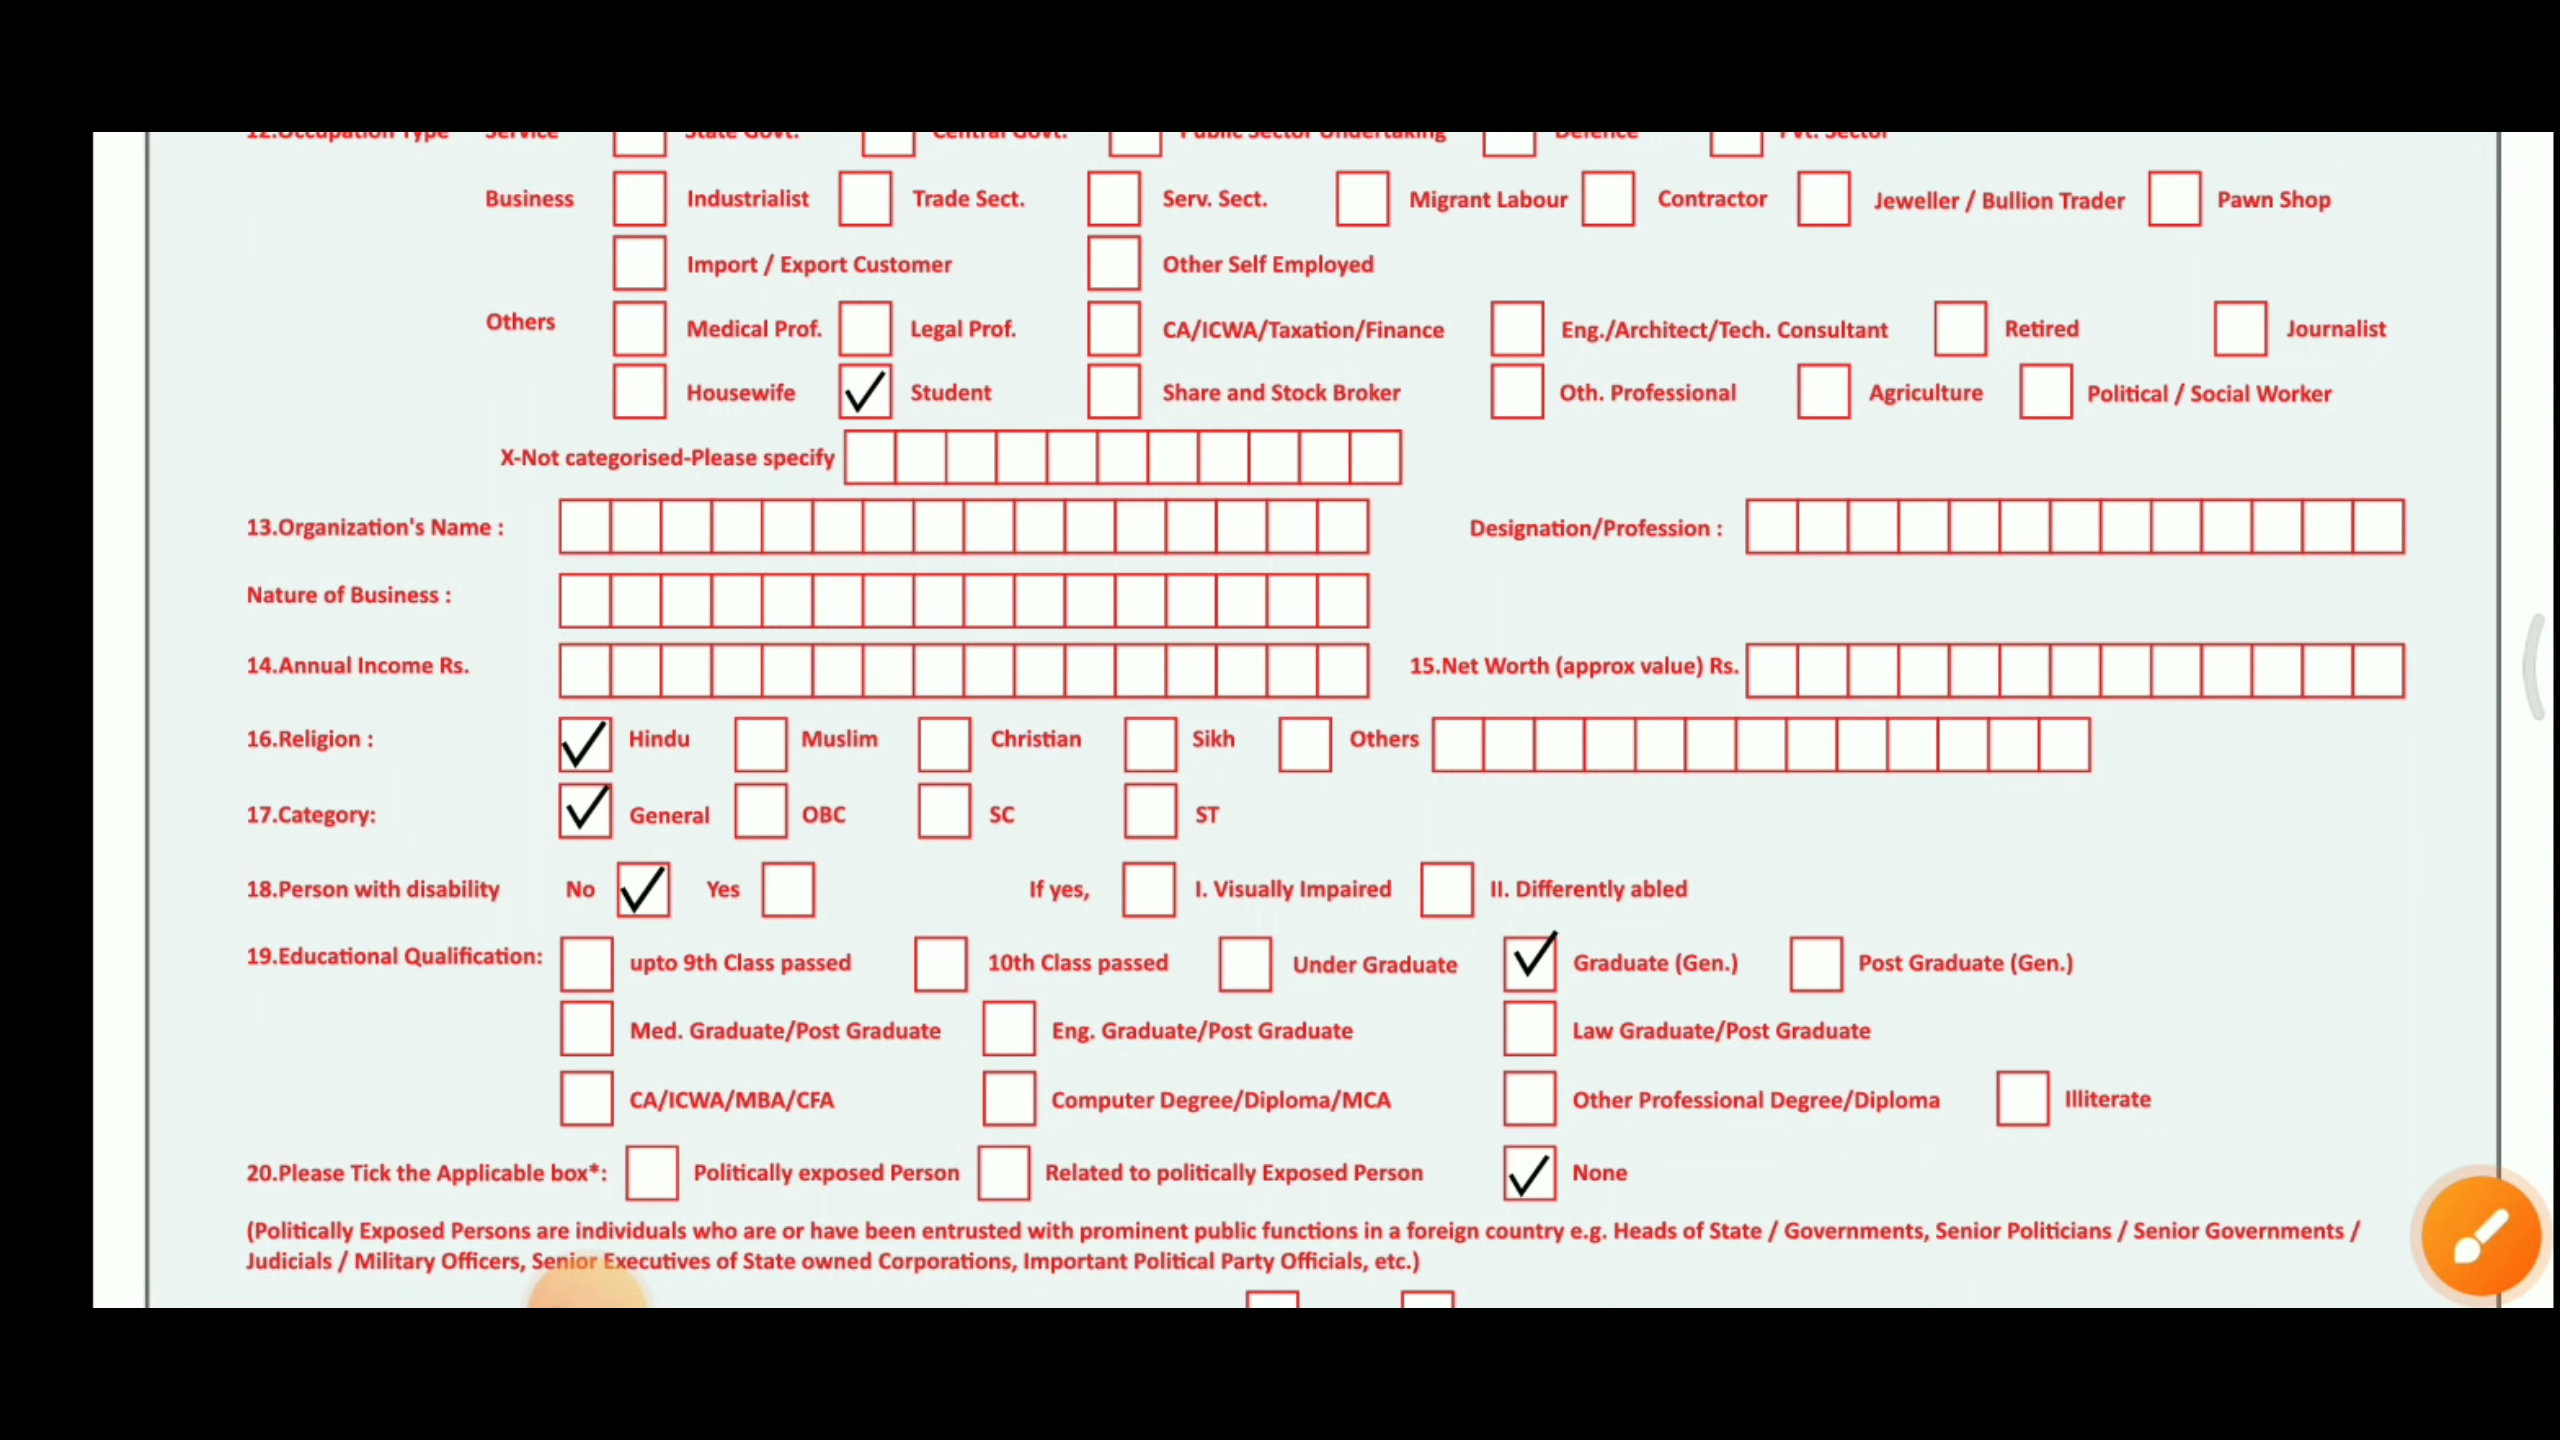 12.Occupation Type Service State Govt. Central Govt. Public Sector Undertaking Defence Pvt. Sector
Business Industrialist Trade Sect. Serv. Sect. Migrant Labour Contractor Jeweller / Bullion Trader Pawn Shop
Import / Export Customer Other Self Employed
Others Medical Prof. Legal Prof. CA/ICWA/Taxation/Finance Eng./Architect/Tech. Consultant Retired Journalist
Housewife Student Share and Stock Broker Oth. Professional Agriculture Political / Social Worker
X-Not categorised-Please specify
13.Organization's Name : Designation/Profession :
Nature of Business :
14.Annual Income Rs. 15.Net Worth (approx value) Rs.
16.Religion : Hindu Muslim Christian Sikh Others
17.Category: General OBC SC ST
18.Person with disability No Yes If yes, I. Visually Impaired II. Differently abled
19.Educational Qualification: upto 9th Class passed 10th Class passed Under Graduate Graduate (Gen.) Post Graduate (Gen.)
Med. Graduate/Post Graduate Eng. Graduate/Post Graduate Law Graduate/Post Graduate
CA/ICWA/MBA/CFA Computer Degree/Diploma/MCA Other Professional Degree/Diploma Illiterate
20.Please Tick the Applicable box*: Politically exposed Person Related to politically Exposed Person None
(Politically Exposed Persons are individuals who are or have been entrusted with prominent public functions in a foreign country e.g. Heads of State / Governments, Senior Politicians / Senior Governments /
Judicials / Military Officers, Senior Executives of State owned Corporations, Important Political Party Officials, etc.)